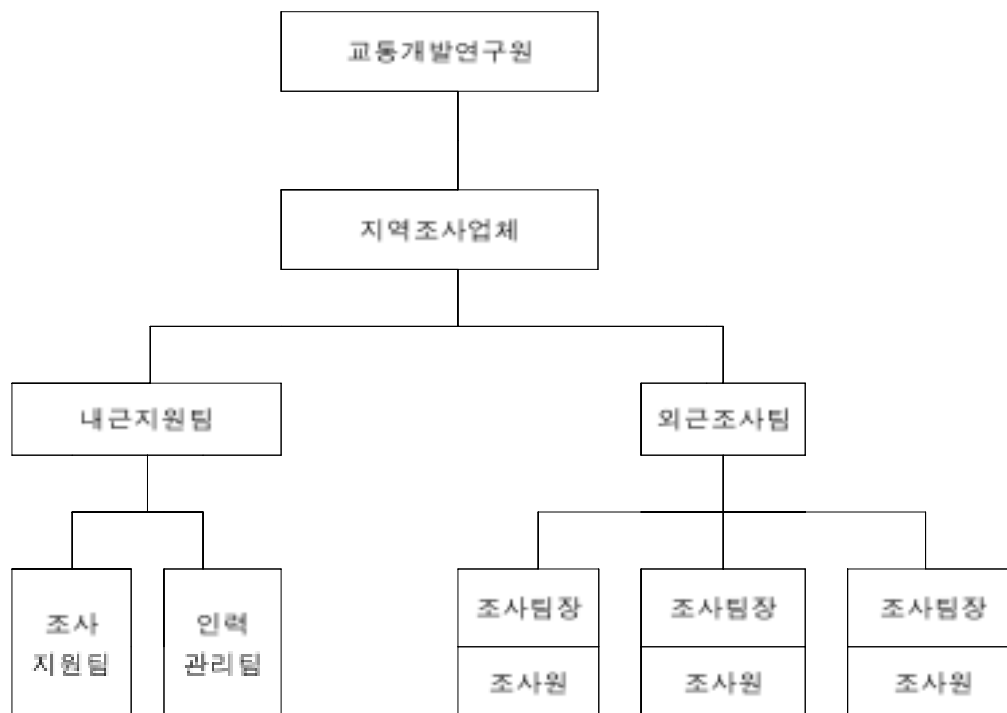 교통개발연구원
지역조사업체
내근지원팀
외근조사팀
조사
지원팀
인력
관리팀
조사팀장
조사원
조사팀장
조사원
조사팀장
조사원